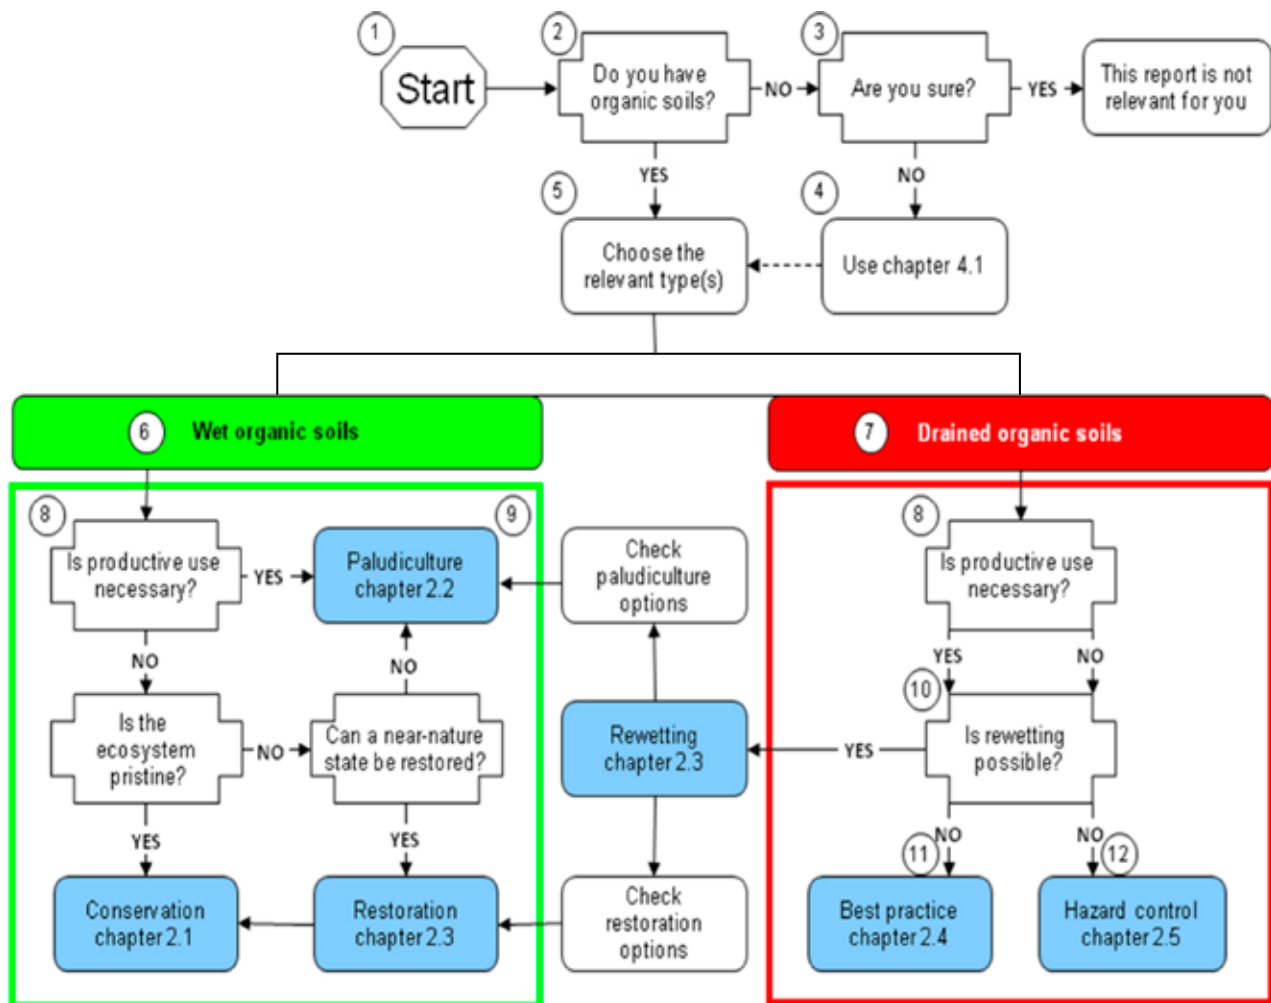 1
Start
2
Do you have
organic soils?
NO
3
Are you sure?
YES
This report is not
relevant for you
YES
NO
5
Choose the
relevant type(s)
4
Use chapter 4.1
6
Wet organic soils
7
Drained organic soils
8
Is productive use
necessary?
YES
9
Paludiculture
chapter 2.2
Check
paludiculture
options
8
Is productive use
necessary?
NO
NO
YES
NO
10
Is the
ecosystem
pristine?
NO
Can a near-nature
state be restored?
Rewetting
chapter 2.3
YES
Is rewetting
possible?
YES
YES
NO
NO
11
12
Conservation
chapter 2.1
Restoration
chapter 2.3
Check
restoration
options
Best practice
chapter 2.4
Hazard control
chapter 2.5